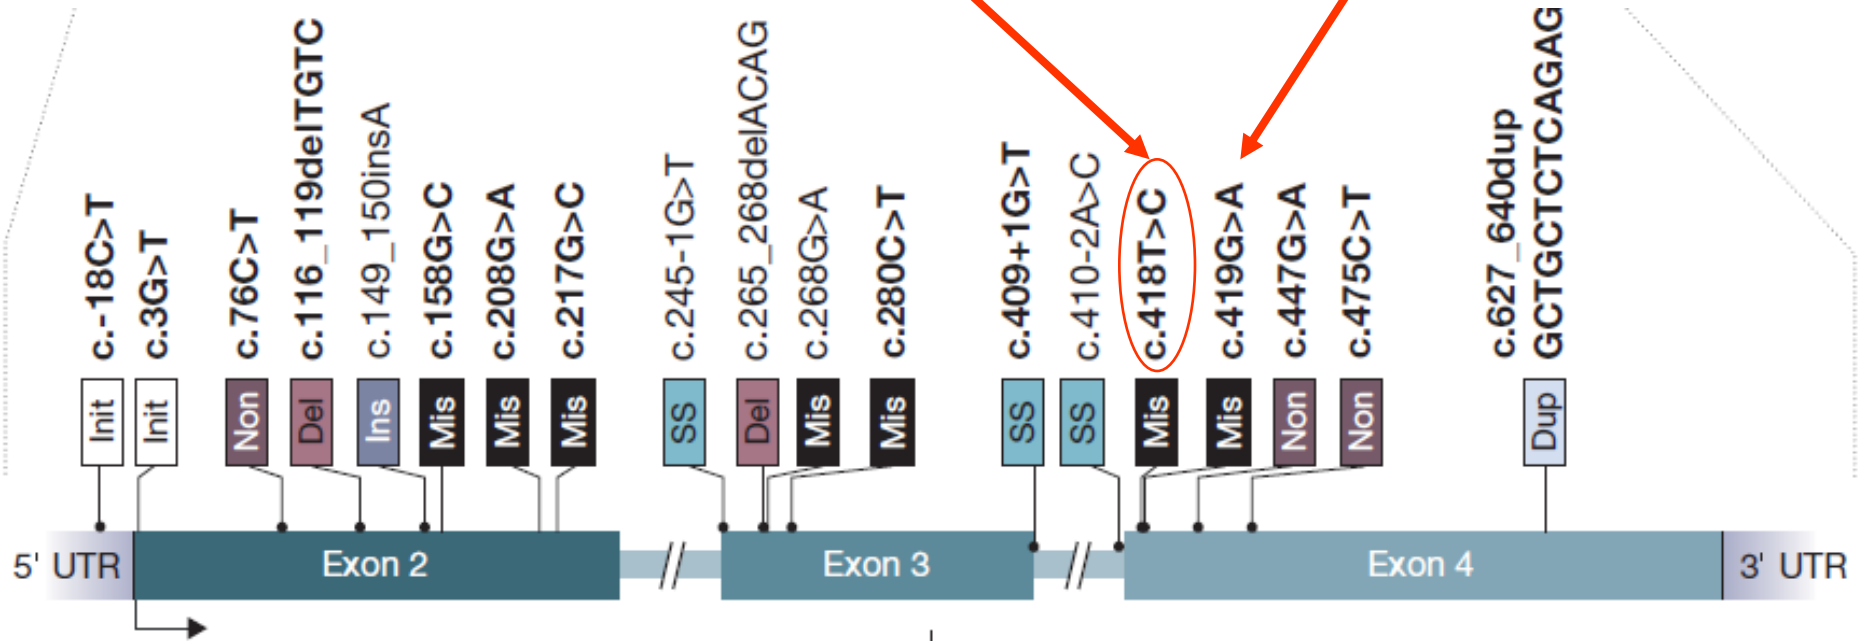 c.-18C>T
c.3G>T
c.76C>T
c.116_119delTGTC
c.149_150insA
c.158G>C
c.208G>A
c.217G>C
c.245-1G>T
c.265_268delACAG
c.268G>A
c.280C>T
c.409+1G>T
c.410-2A>C
c.418T>C
c.419G>A
c.447G>A
c.475C>T
c.627_640dup
GCTGCTCTCAGAG
Init
Init
Non
Del
Ins
Mis
Mis
Mis
SS
Del
Mis
Mis
SS
SS
Mis
Mis
Non
Non
Dup
5' UTR
Exon 2
Exon 3
Exon 4
3' UTR